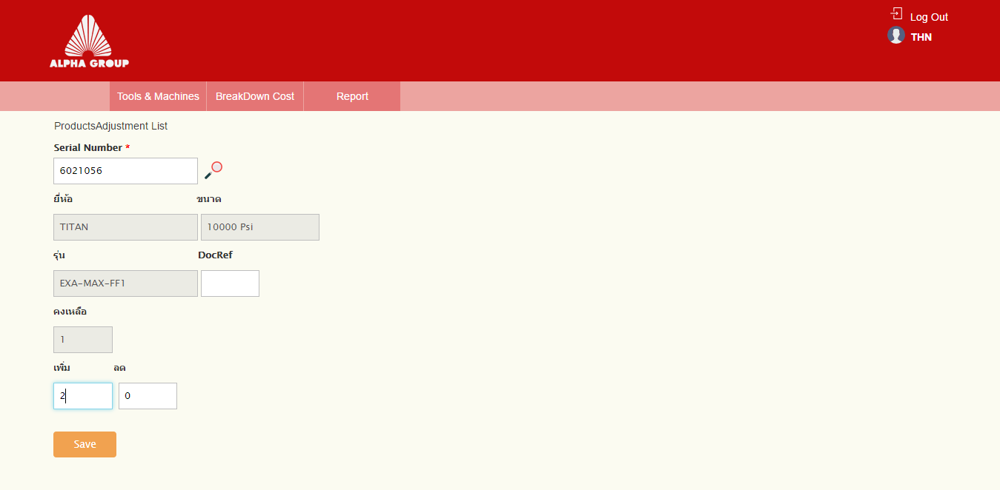 Log Out
THN
ALPHA GROUP
Tools & Machines BreakDown Cost Report
ProductsAdjustment List
Serial Number *
6021056
ยี่ห้อ ขนาด
TITAN 10000 Psi
รุ่น DocRef
EXA-MAX-FF1
คงเหลือ
1
เพิ่ม ลด
2 0
Save